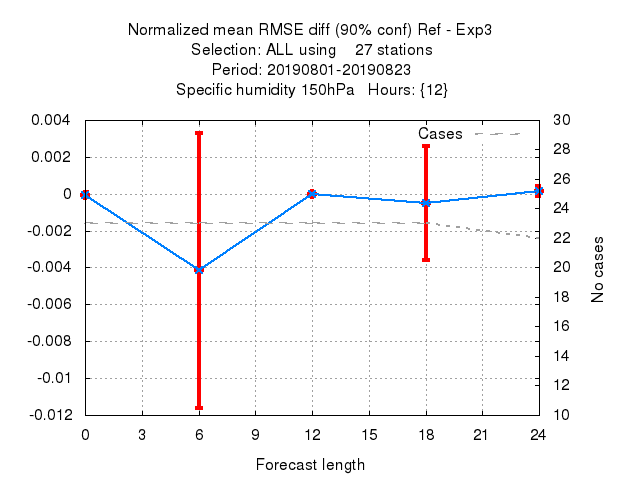 Normalized mean RMSE diff (90% conf) Ref - Exp3
Selection: ALL using    27 stations
Period: 20190801-20190823
Specific humidity 150hPa   Hours: {12}
0.004
0.002
0
-0.002
-0.004
-0.006
-0.008
-0.01
-0.012
Cases
30
28
26
24
22
20
18
16
14
12
10
No cases
0 3 6 9 12 15 18 21 24
Forecast length